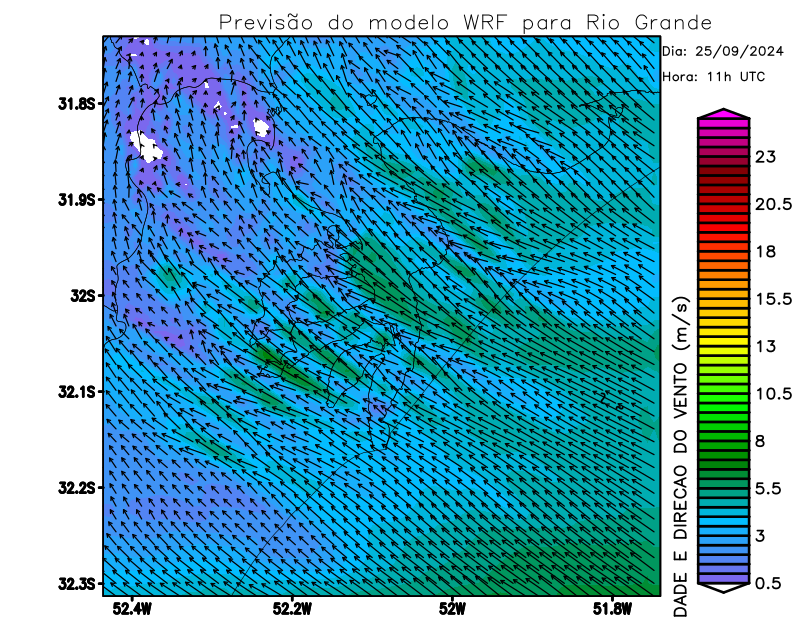 Previsão do modelo WRF para Rio Grande
Dia: 25/09/2024
Hora: 11h UTC
31.8S
31.9S
32S
32.1S
32.2S
32.3S
52.4W
52.2W
52W
51.8W
DADE E DIRECAO DO VENTO (m/s)
23
20.5
18
15.5
13
10.5
8
5.5
3
0.5